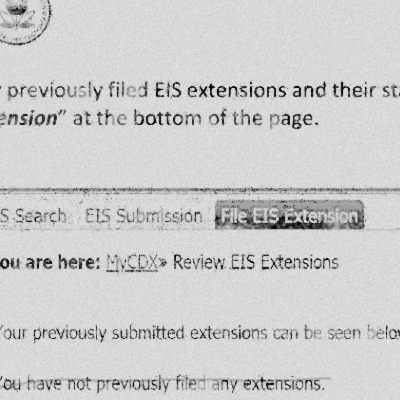 previously filed EIS extensions and their
ension" at the bottom of the page.
S Search EIS Submission File EIS Extension
ou are here: MyCDX» Review EIS Extensions
Your previously submitted extensions can be seen belo
You have not previously filed any extensions.